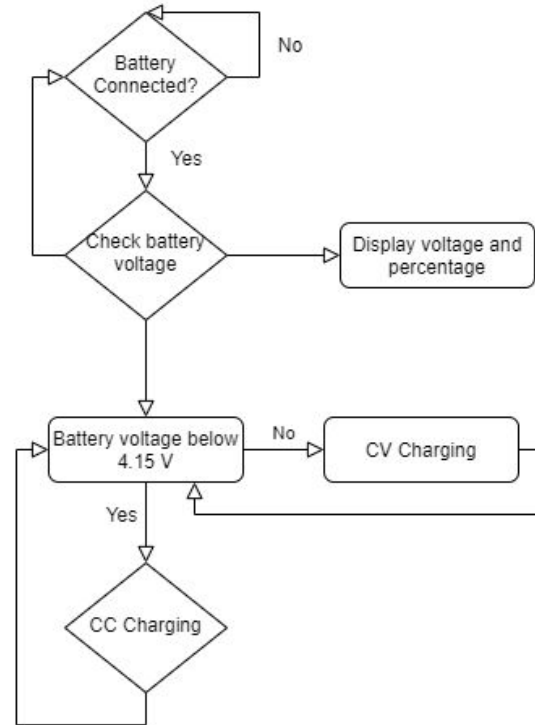 Battery
Connected?
No
Yes
Check battery
voltage
Display voltage and
percentage
Battery voltage below
4.15 V
No
CV Charging
Yes
CC Charging